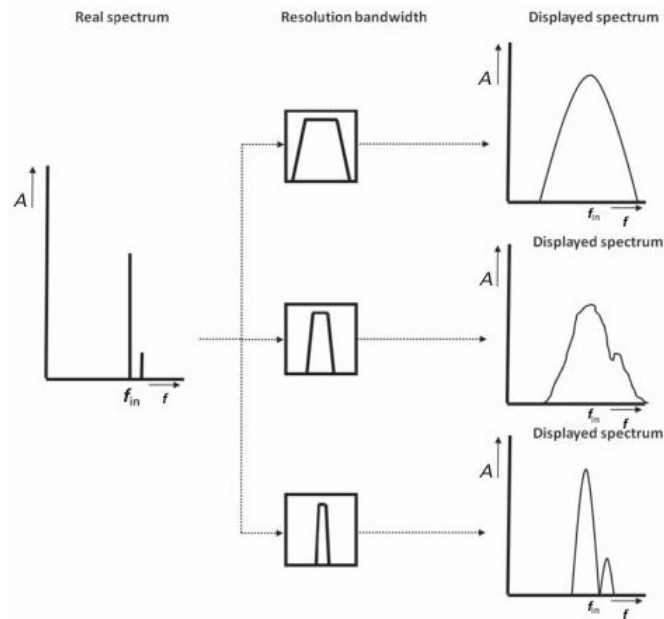 Real spectrum
Resolution bandwidth
Displayed spectrum
A
f in
f
A
f in
f
Displayed spectrum
A
f in
f
Displayed spectrum
A
f in
f